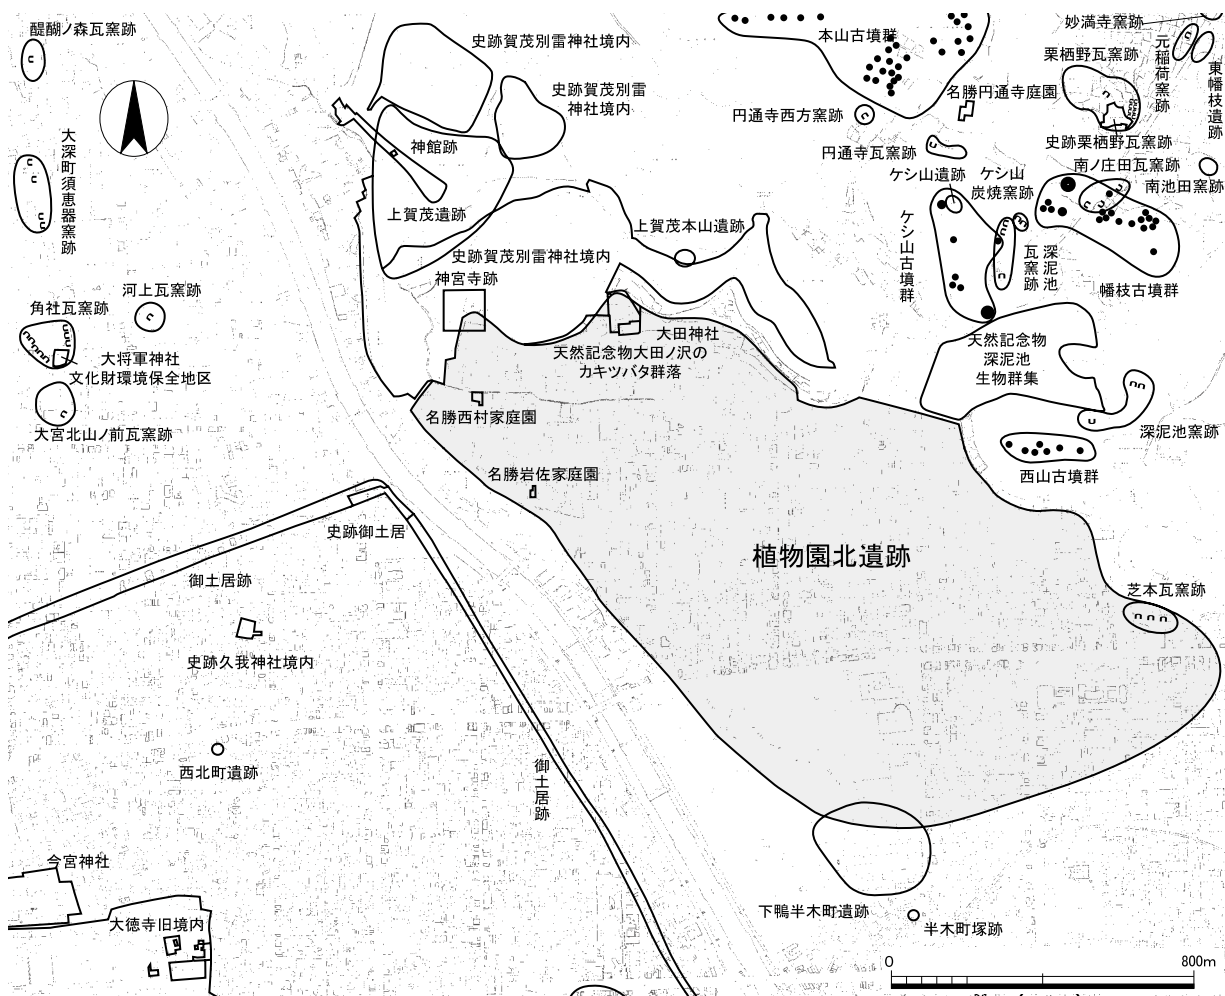 醍醐ノ森瓦窯跡
史跡賀茂別雷神社境内
史跡賀茂別雷
神社境内
本山古墳群
妙満寺窯跡
栗栖野瓦窯跡
元稲荷窯跡
東幡枝遺跡
名勝円通寺庭園
円通寺西方窯跡
史跡栗栖野瓦窯跡
円通寺瓦窯跡
南ノ庄田瓦窯跡
南池田窯跡
大深町須恵器窯跡
神館跡
上賀茂遺跡
ケシ山遺跡
ケシ山
炭焼窯跡
ケシ山古墳群
深泥池
瓦窯跡
幡枝古墳群
上賀茂本山遺跡
史跡賀茂別雷神社境内
神宮寺跡
河上瓦窯跡
角社瓦窯跡
大将軍神社
文化財環境保全地区
大宮北山ノ前瓦窯跡
大田神社
天然記念物大田ノ沢の
カキツバタ群落
天然記念物
深泥池
生物群集
名勝西村家庭園
深泥池窯跡
西山古墳群
名勝岩佐家庭園
史跡御土居
植物園北遺跡
御土居跡
芝本瓦窯跡
史跡久我神社境内
西北町遺跡
御土居跡
今宮神社
大徳寺旧境内
下鴨半木町遺跡
半木町塚跡
0
800m